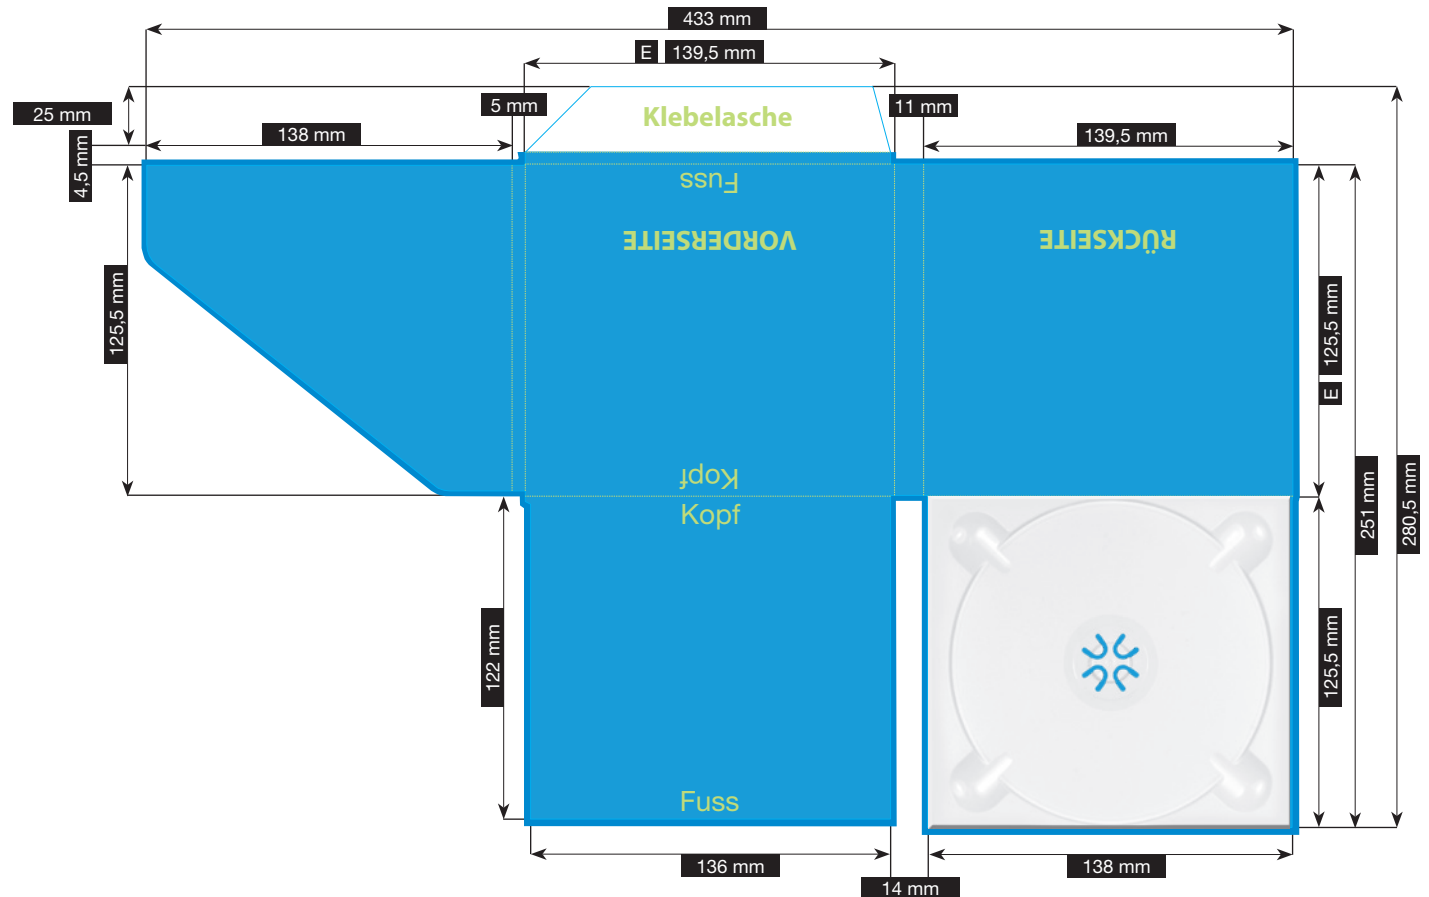 433 mm
E 139,5 mm
25 mm
5 mm
11 mm
Klebelasche
138 mm
139,5 mm
4,5 mm
Fuss
VORDERSEITE
RÜCKSEITE
125,5 mm
125,5 mm
E
Kopf
Kopf
251 mm
280,5 mm
122 mm
125,5 mm
Fuss
136 mm
138 mm
14 mm